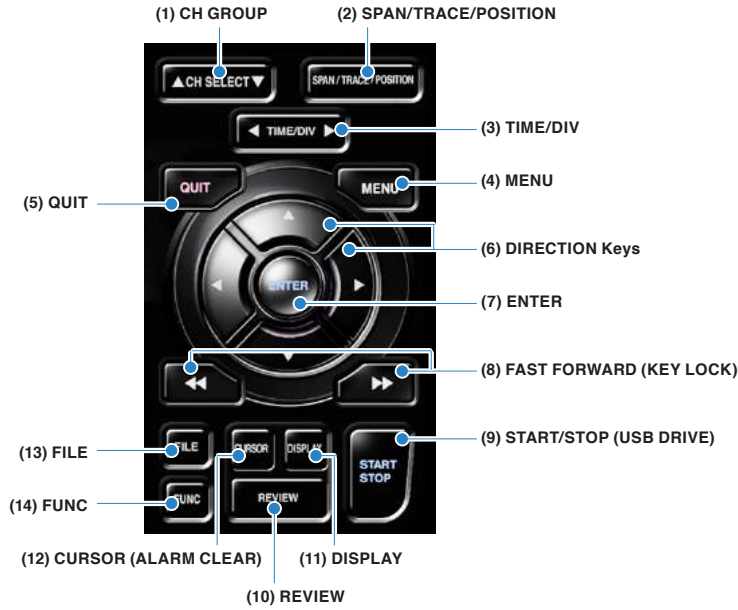 (1) CH GROUP
(2) SPAN/TRACE/POSITION
▲CH SELECT▼
SPAN / TRACE / POSITION
◀ TIME/DIV ▶
(3) TIME/DIV
QUIT
MENU
(4) MENU
(5) QUIT
(6) DIRECTION Keys
ENTER
(7) ENTER
(8) FAST FORWARD (KEY LOCK)
FILE
CURSOR
DISPLAY
START
STOP
(9) START/STOP (USB DRIVE)
(13) FILE
FUNC
REVIEW
(14) FUNC
(12) CURSOR (ALARM CLEAR)
(11) DISPLAY
(10) REVIEW